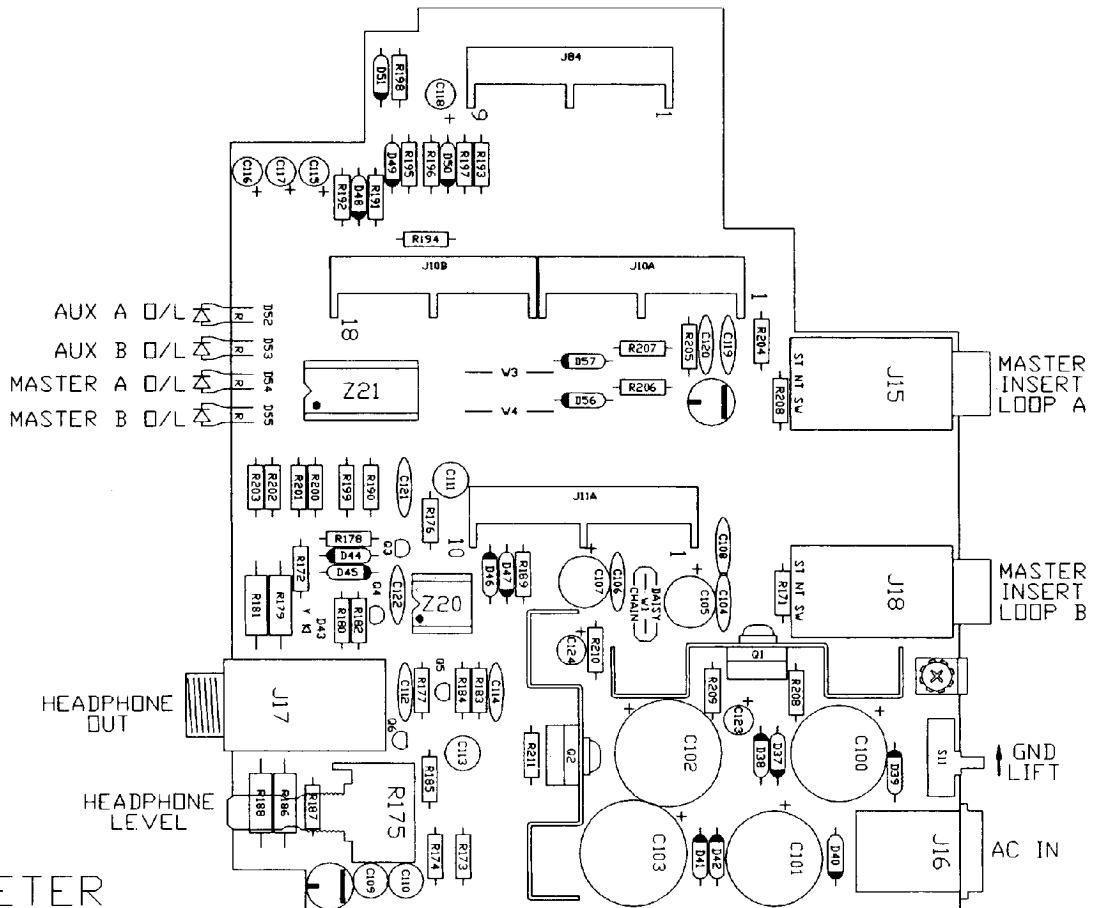 J84
D51
R198
C118
+
9
1
D49
R195
R196
D50
R197
R193
C116
C117
C115
+
+
+
R192
D48
R191
R194
J10B
J10A
18
1
AUX A O/L
R
D52
AUX B O/L
D53
MASTER A O/L
R
D54
MASTER B O/L
R
D55
Z21
W3
W4
D57
R207
D56
R206
R205
C120
C119
R204
R208
ST NT SW
J15
MASTER
INSERT
LOOP A
R203
R202
R201
R200
R199
R190
C121
C111
R176
J11A
10
1
R178
Q3
D44
D45
R172
Q4
C122
Z20
D46
D47
R189
+
C107
C106
DAISY
W1
CHAIN
+
C105
C108
C104
R171
ST NT SW
J18
MASTER
INSERT
LOOP B
R181
R179
D43
R180
R182
+
C124
R210
Q1
HEADPHONE
OUT
J17
C112
R177
Q5
R184
R183
C114
Q6
C113
R211
Q2
+
C102
R209
+
C123
D38
D37
R208
+
C100
D39
S11
GND
LIFT
HEADPHONE
LEVEL
R188
R186
R187
R175
R185
R174
R173
C109
C110
C103
+
D41
D42
+
C101
D40
J16
AC IN
ETER